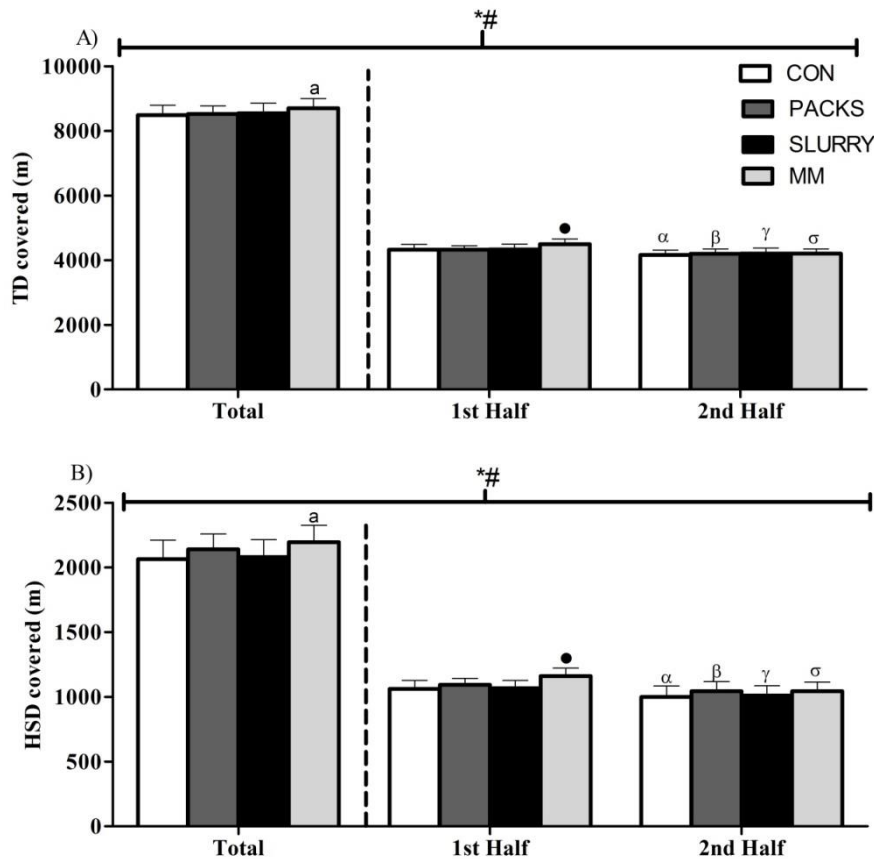 A)
*#
10000
8000
6000
4000
2000
0
TD covered (m)
a
●
α β γ σ
CON
PACKS
SLURRY
MM
Total 1st Half 2nd Half
B)
*#
2500
2000
1500
1000
500
0
HSD covered (m)
a
●
α β γ σ
Total 1st Half 2nd Half